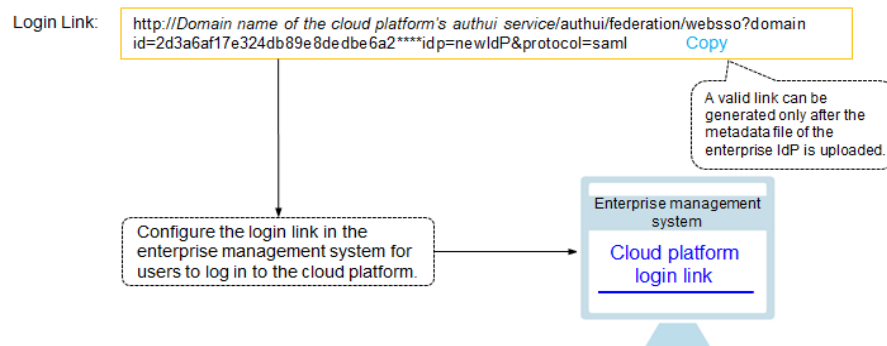 Login Link:
http://Domain name of the cloud platform's authui service/authui/federation/websso?domain
id=2d3a6af17e324db89e8dedbe6a2****idp=newIdP&protocol=saml
Copy
A valid link can be
generated only after the
metadata file of the
enterprise IdP is uploaded.
Configure the login link in the
enterprise management system for
users to log in to the cloud platform.
Enterprise management
system
Cloud platform
login link